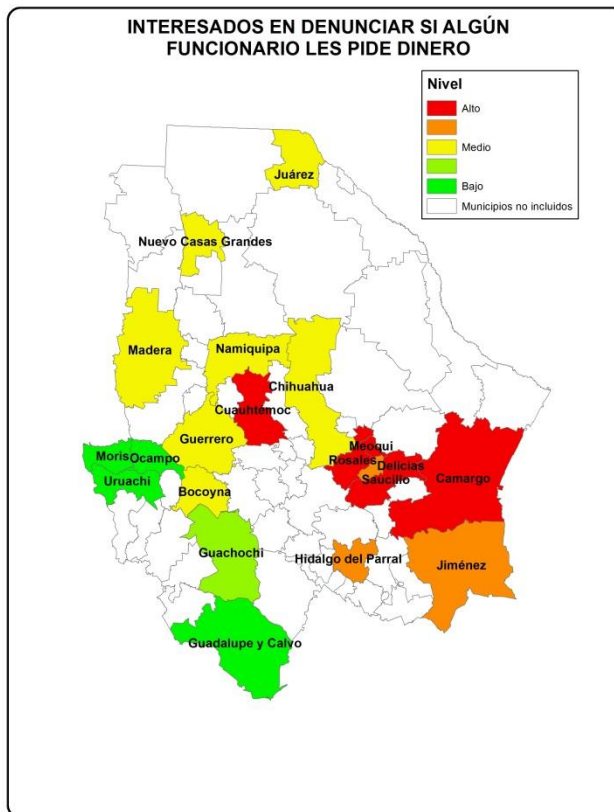 INTERESADOS EN DENUNCIAR SI ALGÚN
FUNCIONARIO LES PIDE DINERO
Nivel
Alto
Medio
Bajo
Municipios no incluidos
Juárez
Nuevo Casas Grandes
Madera
Namiquipa
Chihuahua
Cuauhtemoc
Guerrero
Meoqui
Moris
Ocampo
Rosales
Delicias
Uruachi
Saucillo
Camargo
Bocoyna
Guachochi
Hidalgo del Parral
Jiménez
Guadalupe y Calvo